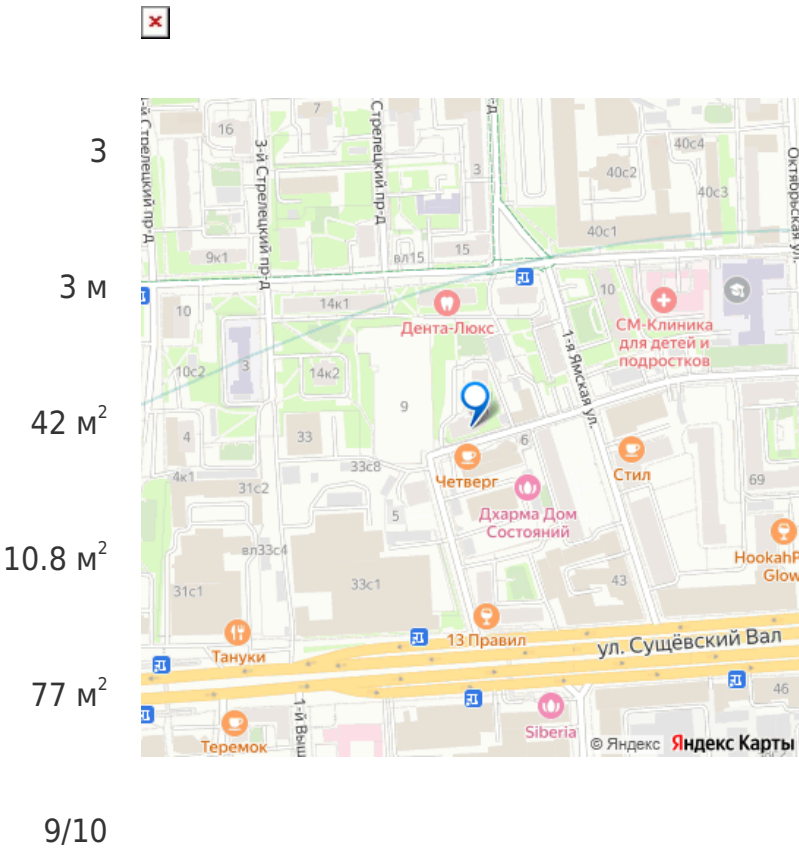 3
3 м
42 м²
10.8 м²
77 м²
9/10
7
16
3-й Стрелецкий пр-д
й Стрелецкий пр-д
Стрелецкий пр-д
3
40с4
40с2
40с3
40с1
Октябрьская ул.
9к1
вл15
15
10
14к1
Дента-Люкс
10
СМ-Клиника
для детей и
подростков
1-я Ямская ул.
10с2
3
14к2
9
4
33
6
Четверг
Стил
4к1
31с2
33с8
69
5
Дхарма Дом
Состояний
вл33с4
HookahP
Glow
31с1
33с1
43
Тануки
13 Правил
ул. Сущёвский Вал
46
Теремок
1-й Выш
Siberia
© Яндекс Яндекс Карты